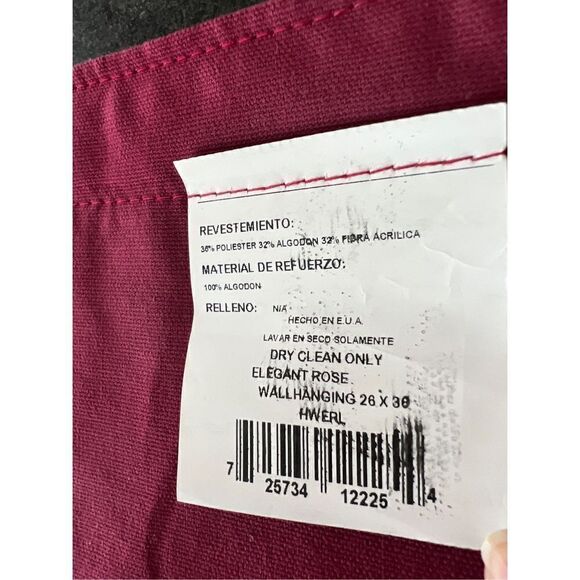 REVESTEMIENTO:
36% POLIESTER 32% ALGODON 32% FIBRA ACRILICA
MATERIAL DE REFUERZO:
100% ALGODON
RELLENO: N/A
HECHO EN E.U.A.
LAVAR EN SECO SOLAMENTE
DRY CLEAN ONLY
ELEGANT ROSE
WALLHANGING 26 X 36
HWERL
7 25734 12225 4